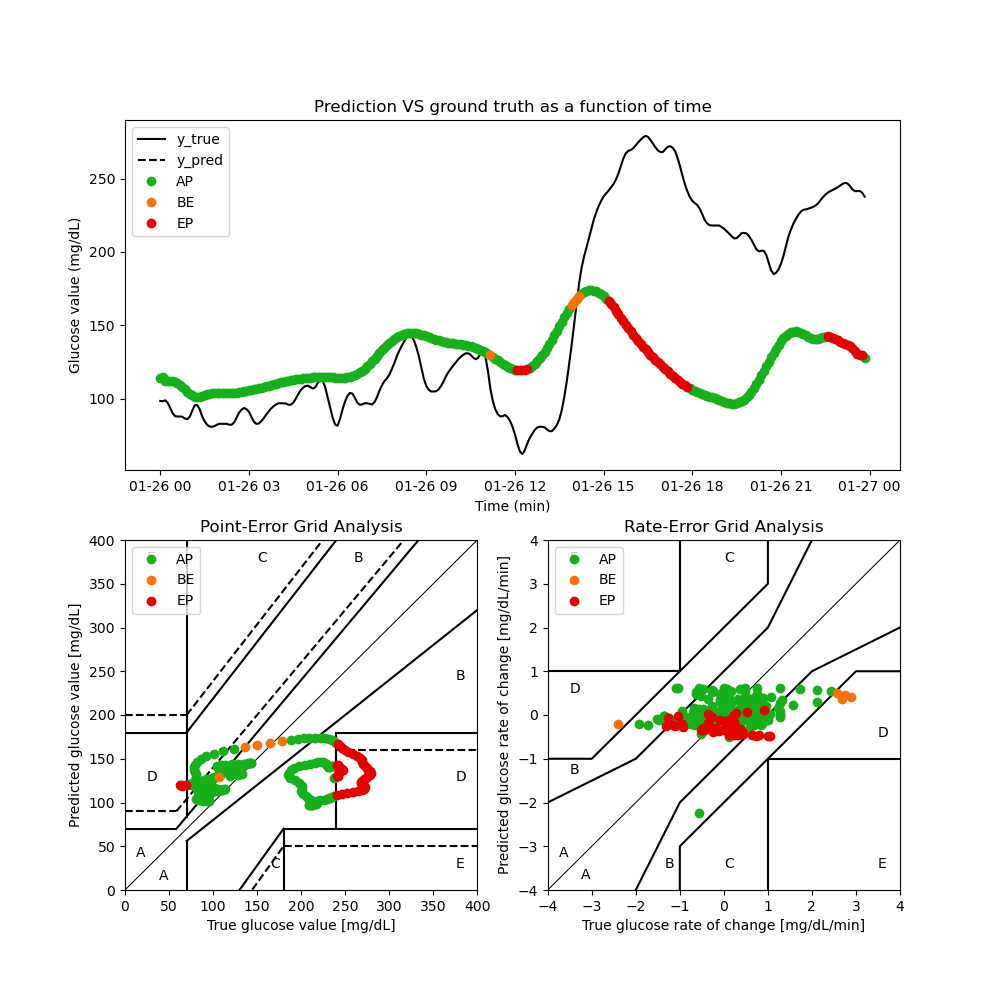 Prediction VS ground truth as a function of time
y_true
y_pred
AP
BE
EP
250
200
150
100
Glucose value (mg/dL)
01-26 00 01-26 03 01-26 06 01-26 09 01-26 12 01-26 15 01-26 18 01-26 21 01-27 00
Time (min)
Point-Error Grid Analysis
AP
BE
EP
C
B
B
D
D
A
A
C
E
400
350
300
250
200
150
100
50
0
Predicted glucose value [mg/dL]
0 50 100 150 200 250 300 350 400
True glucose value [mg/dL]
Rate-Error Grid Analysis
AP
BE
EP
C
D
D
B
A
A
B
C
E
4
3
2
1
0
−1
−2
−3
−4
Predicted glucose rate of change [mg/dL/min]
−4 −3 −2 −1 0 1 2 3 4
True glucose rate of change [mg/dL/min]